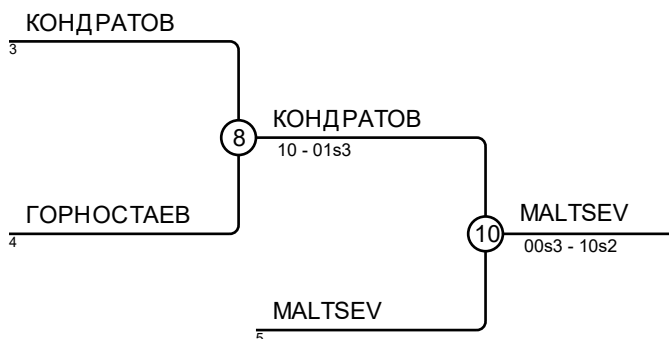 КОНДРАТОВ
3
КОНДРАТОВ
8
10 - 01s3
ГОРНОСТАЕВ
4
MALTSEV
10
00s3 - 10s2
MALTSEV
5